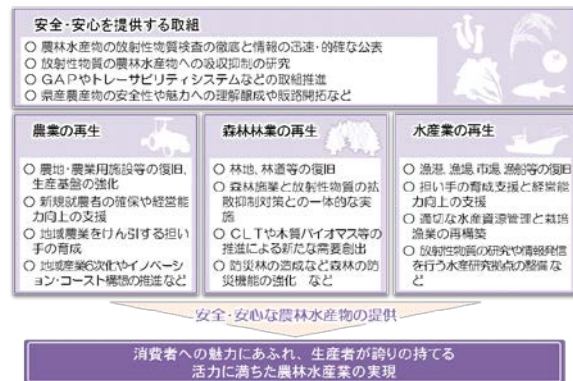 安全・安心を提供する取組
○ 農林水産物の放射性物質検査の徹底と情報の迅速・的確な公表
○ 放射性物質の農林水産物への吸収抑制の研究
○ GAPやトレーサビリティシステムなどの取組推進
○ 県産農産物の安全性や魅力への理解醸成や販路開拓など
農業の再生
○ 農地・農業用施設等の復旧、
生産基盤の強化
○ 新規就農者の確保や経営能
力向上の支援
○ 地域農業をけん引する担い
手の育成
○ 地域産業6次化やイノベーシ
ョン・コースト構想の推進など
森林林業の再生
○ 林地、林道等の復旧
○ 森林施業と放射性物質の拡
散抑制対策との一体的な実
施
○ CLTや木質バイオマス等の
推進による新たな需要創出
○ 防災林の造成など森林の防
災機能の強化 など
水産業の再生
○ 漁港、漁場、市場、漁船等の復旧
○ 担い手の育成支援と経営能
力向上の支援
○ 適切な水産資源管理と栽培
漁業の再構築
○ 放射性物質の研究や情報発信
を行う水産研究拠点の整備な
ど
安全・安心な農林水産物の提供
消費者への魅力にあふれ、生産者が誇りの持てる
活力に満ちた農林水産業の実現